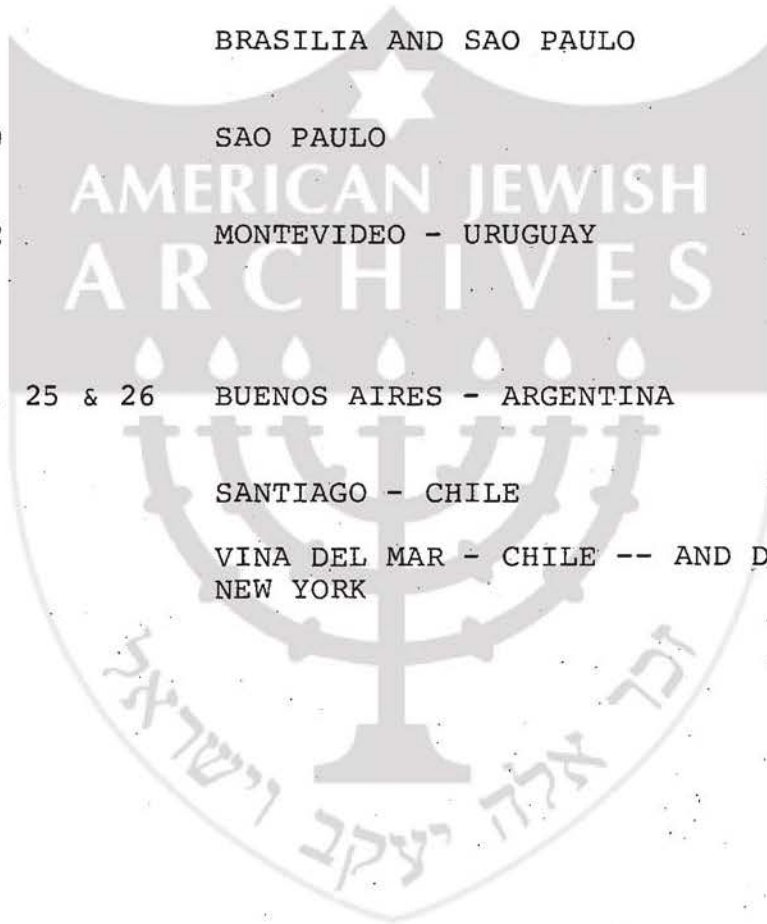 BRASILIA AND SAO PAULO
SAO PAULO
AMERICAN JEWISH
MONTEVIDEO - URUGUAY
ARCHIVES
25 & 26 BUENOS AIRES - ARGENTINA
SANTIAGO - CHILE
VINA DEL MAR - CHILE -- AND D
NEW YORK
זכר אלה יעקב וישראל